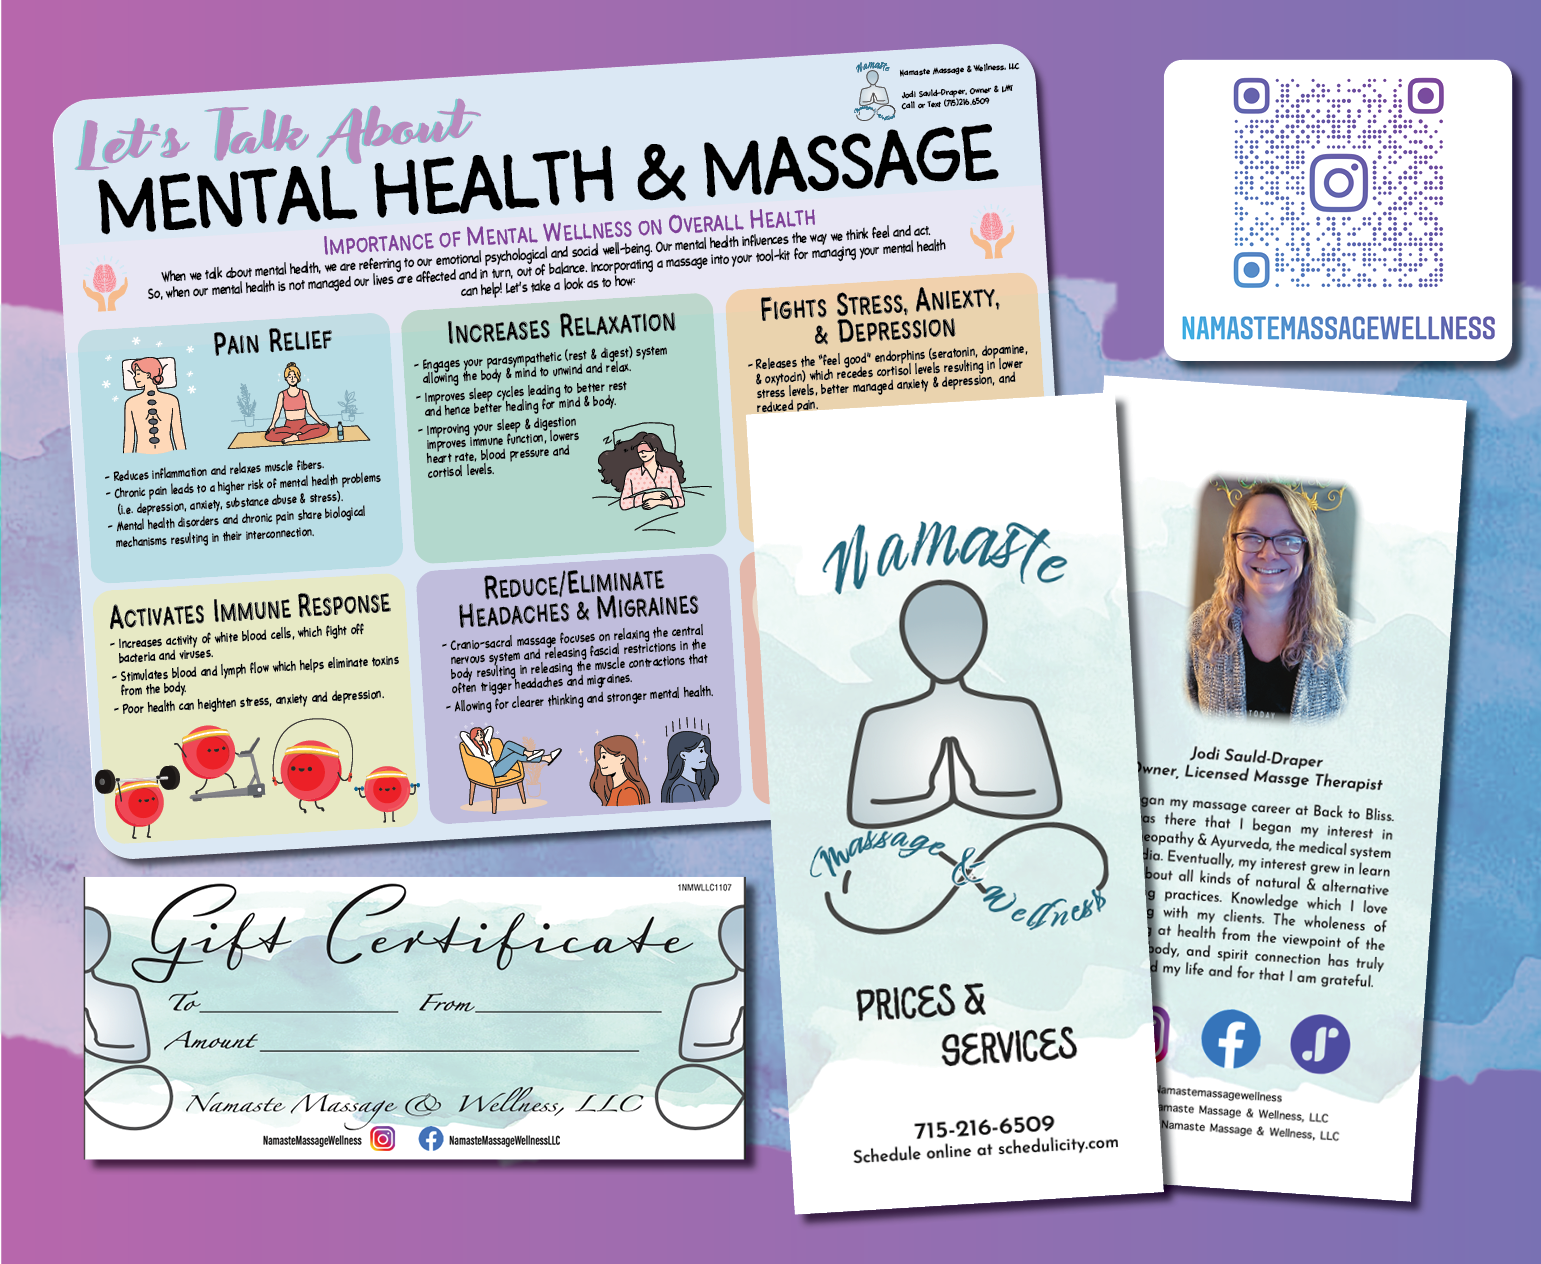 Let's Talk About
MENTAL HEALTH & MASSAGE
Namaste
Namaste Massage & Wellness, LLC
Jodi Sauld-Draper, Owner & LMT
Call or Text (715)216.6509
IMPORTANCE OF MENTAL WELLNESS ON OVERALL HEALTH
When we talk about mental health, we are referring to our emotional psychological and social well-being. Our mental health influences the way we think feel and act.
So, when our mental health is not managed our lives are affected and in turn, out of balance. Incorporating a massage into your tool-kit for managing your mental health
can help! Let's take a look as to how:
PAIN RELIEF
- Reduces inflammation and relaxes muscle fibers.
- Chronic pain leads to a higher risk of mental health problems
(i.e. depression, anxiety, substance abuse & stress).
- Mental health disorders and chronic pain share biological
mechanisms resulting in their interconnection.
INCREASES RELAXATION
- Engages your parasympathetic (rest & digest) system
allowing the body & mind to unwind and relax.
- Improves sleep cycles leading to better rest
and hence better healing for mind & body.
- Improving your sleep & digestion
improves immune function, lowers
heart rate, blood pressure and
cortisol levels.
z z
FIGHTS STRESS, ANIEXTY,
& DEPRESSION
- Releases the "feel good" endorphins (seratonin, dopamine,
& oxytocin) which recedes cortisol levels resulting in lower
stress levels, better managed anxiety & depression, and
reduced pain.
ACTIVATES IMMUNE RESPONSE
- Increases activity of white blood cells, which fight off
bacteria and viruses.
- Stimulates blood and lymph flow which helps eliminate toxins
from the body.
- Poor health can heighten stress, anxiety and depression.
REDUCE/ELIMINATE
HEADACHES & MIGRAINES
- Cranio-sacral massage focuses on relaxing the central
nervous system and releasing fascial restrictions in the
body resulting in releasing the muscle contractions that
often trigger headaches and migraines.
- Allowing for clearer thinking and stronger mental health.
NAMASTEMASSAGEWELLNESS
Namaste
Massage & Wellness
PRICES &
SERVICES
715-216-6509
Schedule online at schedulicity.com
TODAY
Jodi Sauld-Draper
wner, Licensed Massge Therapist
gan my massage career at Back to Bliss.
as there that I began my interest in
eopathy & Ayurveda, the medical system
dia. Eventually, my interest grew in learn
bout all kinds of natural & alternative
g practices. Knowledge which I love
g with my clients. The wholeness of
g at health from the viewpoint of the
body, and spirit connection has truly
d my life and for that I am grateful.
Namastemassagewellness
amaste Massage & Wellness, LLC
Namaste Massage & Wellness, LLC
1NMWLLC1107
Gift Certificate
To From
Amount
Namaste Massage & Wellness, LLC
NamasteMassageWellness NamasteMassageWellnessLLC